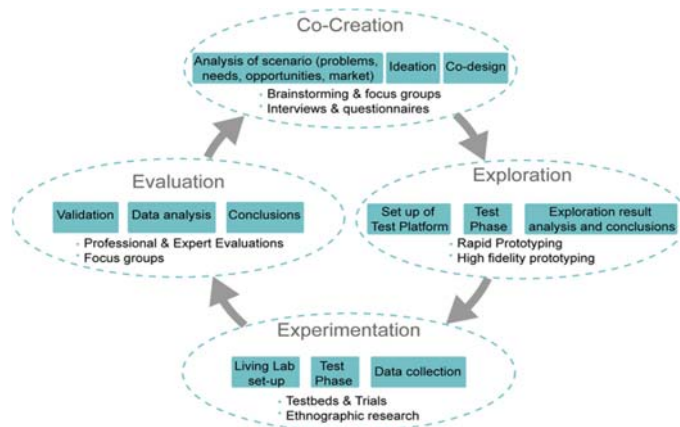 Co-Creation
Analysis of scenario (problems,
needs, opportunities, market)
Ideation
Co-design
· Brainstorming & focus groups
· Interviews & questionnaires
Evaluation
Validation
Data analysis
Conclusions
· Professional & Expert Evaluations
· Focus groups
Exploration
Set up of
Test Platform
Test
Phase
Exploration result
analysis and conclusions
· Rapid Prototyping
· High fidelity prototyping
Experimentation
Living Lab
set-up
Test
Phase
Data collection
· Testbeds & Trials
· Ethnographic research